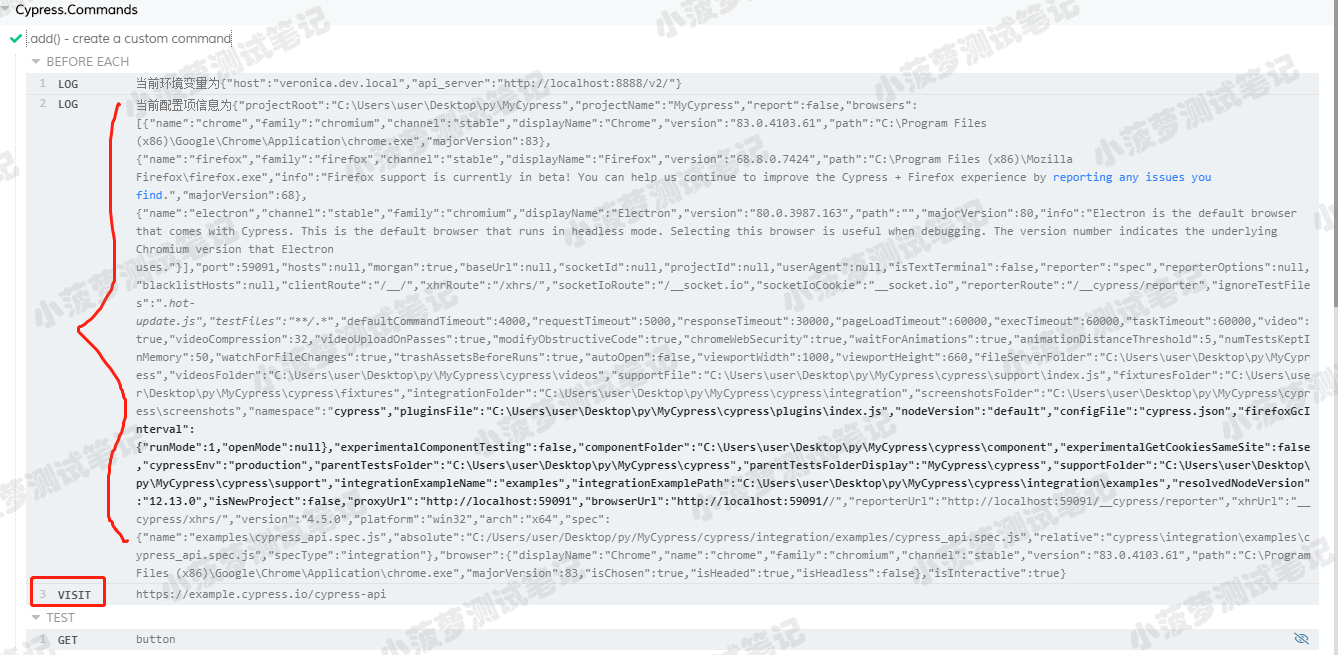 Cypress.Commands
.add() - create a custom command
BEFORE EACH
1 LOG 当前环境变量为{"host":"veronica.dev.local","api_server":"http://localhost:8888/v2/"}
2 LOG 当前配置项信息为{"projectRoot":"C:\Users\user\Desktop\py\MyCypress","projectName":"MyCypress","report":false,"browsers":
[{"name":"chrome","family":"chromium","channel":"stable","displayName":"Chrome","version":"83.0.4103.61","path":"C:\Program Files
(x86)\Google\Chrome\Application\chrome.exe","majorVersion":83},
{"name":"firefox","family":"firefox","channel":"stable","displayName":"Firefox","version":"68.8.0.7424","path":"C:\Program Files (x86)\Mozilla
Firefox\firefox.exe","info":"Firefox support is currently in beta! You can help us continue to improve the Cypress + Firefox experience by reporting any issues you
find.","majorVersion":68},
{"name":"electron","channel":"stable","family":"chromium","displayName":"Electron","version":"80.0.3987.163","path":"","majorVersion":80,"info":"Electron is the default browser
that comes with Cypress. This is the default browser that runs in headless mode. Selecting this browser is useful when debugging. The version number indicates the underlying
Chromium version that Electron
uses."}],"port":59091,"hosts":null,"morgan":true,"baseUrl":null,"socketId":null,"projectId":null,"userAgent":null,"isTextTerminal":false,"reporter":"spec","reporterOptions":null,
"blacklistHosts":null,"clientRoute":"/__/","xhrRoute":"/xhrs/","socketIoRoute":"/__socket.io","socketIoCookie":"__socket.io","reporterRoute":"/__cypress/reporter","ignoreTestFile
s":".hot-
update.js","testFiles":"**/.*","defaultCommandTimeout":4000,"requestTimeout":5000,"responseTimeout":30000,"pageLoadTimeout":60000,"execTimeout":60000,"taskTimeout":60000,"video":
true,"videoCompression":32,"videoUploadOnPasses":true,"modifyObstructiveCode":true,"chromeWebSecurity":true,"waitForAnimations":true,"animationDistanceThreshold":5,"numTestsKeptI
nMemory":50,"watchForFileChanges":true,"trashAssetsBeforeRuns":true,"autoOpen":false,"viewportWidth":1000,"viewportHeight":660,"fileServerFolder":"C:\Users\user\Desktop\py\MyCypr
ess","videosFolder":"C:\Users\user\Desktop\py\MyCypress\cypress\videos","supportFile":"C:\Users\user\Desktop\py\MyCypress\cypress\support\index.js","fixturesFolder":"C:\Users\use
r\Desktop\py\MyCypress\cypress\fixtures","integrationFolder":"C:\Users\user\Desktop\py\MyCypress\cypress\integration","screenshotsFolder":"C:\Users\user\Desktop\py\MyCypress\cypr
ess\screenshots","namespace":"cypress","pluginsFile":"C:\Users\user\Desktop\py\MyCypress\cypress\plugins\index.js","nodeVersion":"default","configFile":"cypress.json","firefoxGcI
nterval":
{"runMode":1,"openMode":null},"experimentalComponentTesting":false,"componentFolder":"C:\Users\user\Desktop\py\MyCypress\cypress\component","experimentalGetCookiesSameSite":false
,"cypressEnv":"production","parentTestsFolder":"C:\Users\user\Desktop\py\MyCypress\cypress","parentTestsFolderDisplay":"MyCypress\cypress","supportFolder":"C:\Users\user\Desktop\
py\MyCypress\cypress\support","integrationExampleName":"examples","integrationExamplePath":"C:\Users\user\Desktop\py\MyCypress\cypress\integration\examples","resolvedNodeVersion"
:"12.13.0","isNewProject":false,"proxyUrl":"http://localhost:59091","browserUrl":"http://localhost:59091//","reporterUrl":"http://localhost:59091/__cypress/reporter","xhrUrl":"__
cypress/xhrs/","version":"4.5.0","platform":"win32","arch":"x64","spec":
{"name":"examples\cypress_api.spec.js","absolute":"C:/Users/user/Desktop/py/MyCypress/cypress/integration/examples/cypress_api.spec.js","relative":"cypress\integration\examples\c
ypress_api.spec.js","specType":"integration"},"browser":{"displayName":"Chrome","name":"chrome","family":"chromium","channel":"stable","version":"83.0.4103.61","path":"C:\Program
Files (x86)\Google\Chrome\Application\chrome.exe","majorVersion":83,"isChosen":true,"isHeaded":true,"isHeadless":false},"isInteractive":true}
3 VISIT https://example.cypress.io/cypress-api
TEST
1 GET button
小菠萝测试笔记